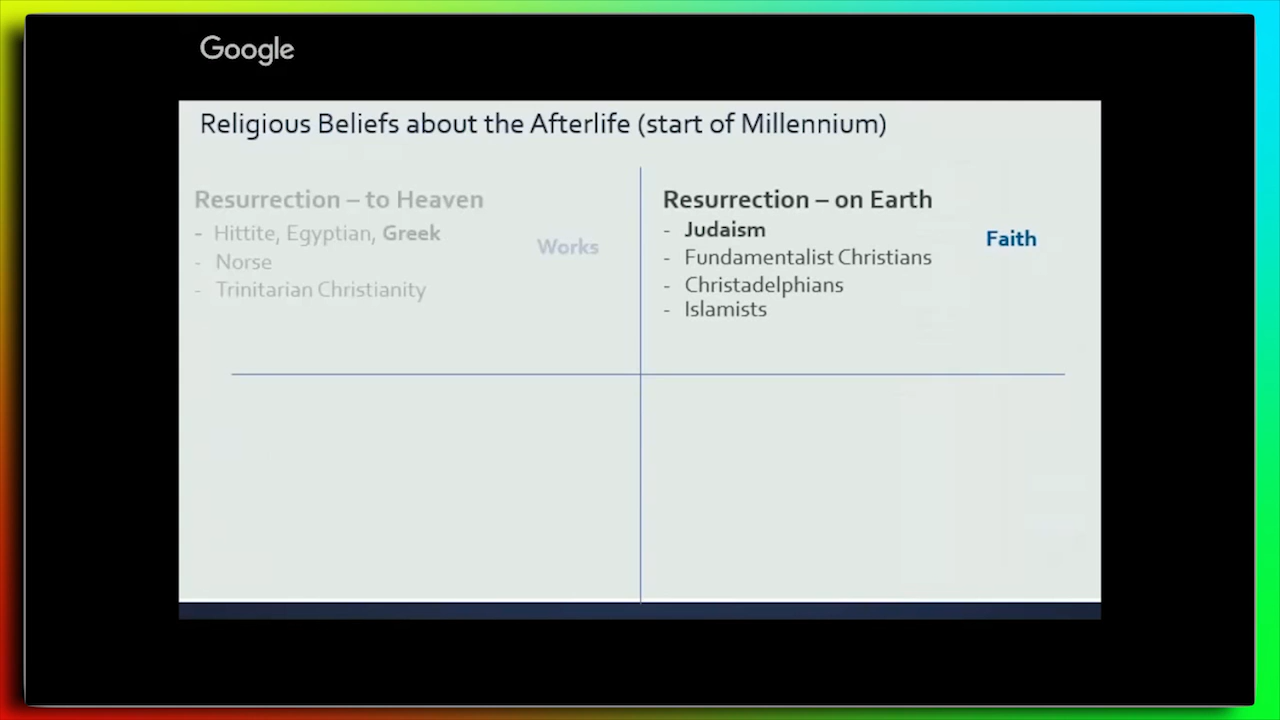 Google
Religious Beliefs about the Afterlife (start of Millennium)
Resurrection – to Heaven
- Hittite, Egyptian, Greek
- Norse
- Trinitarian Christianity
Works
Resurrection – on Earth
- Judaism
- Fundamentalist Christians
- Christadelphians
- Islamists
Faith